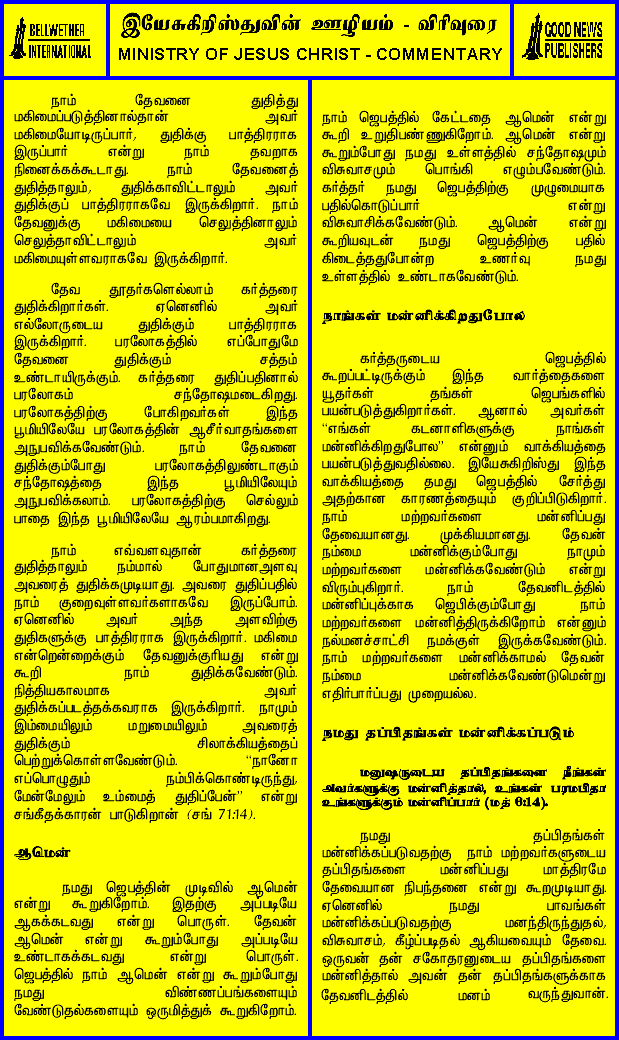 BELLWETHER
INTERNATIONAL
இயேசுகிறிஸ்துவின் ஊழியம் - விரிவுரை
MINISTRY OF JESUS CHRIST - COMMENTARY
GOOD NEWS
PUBLISHERS
நாம் தேவனை துதித்து
மகிமைப்படுத்தினால்தான் அவர்
மகிமையோடிருப்பார், துதிக்கு பாத்திரராக
இருப்பார் என்று நாம் தவறாக
நினைக்கக்கூடாது. நாம் தேவனைத்
துதித்தாலும், துதிக்காவிட்டாலும் அவர்
துதிக்குப் பாத்திரராகவே இருக்கிறார். நாம்
தேவனுக்கு மகிமையை செலுத்தினாலும்
செலுத்தாவிட்டாலும் அவர்
மகிமையுள்ளவராகவே இருக்கிறார்.
தேவ தூதர்களெல்லாம் கர்த்தரை
துதிக்கிறார்கள். ஏனெனில் அவர்
எல்லோருடைய துதிக்கும் பாத்திரராக
இருக்கிறார். பரலோகத்தில் எப்போதுமே
தேவனை துதிக்கும் சத்தம்
உண்டாயிருக்கும். கர்த்தரை துதிப்பதினால்
பரலோகம் சந்தோஷமடைகிறது.
பரலோகத்திற்கு போகிறவர்கள் இந்த
பூமியிலேயே பரலோகத்தின் ஆசீர்வாதங்களை
அநுபவிக்கவேண்டும். நாம் தேவனை
துதிக்கும்போது பரலோகத்திலுண்டாகும்
சந்தோஷத்தை இந்த பூமியிலேயும்
அநுபவிக்கலாம். பரலோகத்திற்கு செல்லும்
பாதை இந்த பூமியிலேயே ஆரம்பமாகிறது.
நாம் எவ்வளவுதான் கர்த்தரை
துதித்தாலும் நம்மால் போதுமானஅளவு
அவரைத் துதிக்கமுடியாது. அவரை துதிப்பதில்
நாம் குறைவுள்ளவர்களாகவே இருப்போம்.
ஏனெனில் அவர் அந்த அளவிற்கு
துதிகளுக்கு பாத்திரராக இருக்கிறார். மகிமை
என்றென்றைக்கும் தேவனுக்குரியது என்று
கூறி நாம் துதிக்கவேண்டும்.
நித்தியகாலமாக அவர்
துதிக்கப்படத்தக்கவராக இருக்கிறார். நாமும்
இம்மையிலும் மறுமையிலும் அவரைத்
துதிக்கும் சிலாக்கியத்தைப்
பெற்றுக்கொள்ளவேண்டும். “நானோ
எப்பொழுதும் நம்பிக்கொண்டிருந்து,
மேன்மேலும் உம்மைத் துதிப்பேன்” என்று
சங்கீதக்காரன் பாடுகிறான் (சங் 71:14).
ஆமென்
நமது ஜெபத்தின் முடிவில் ஆமென்
என்று கூறுகிறோம். இதற்கு அப்படியே
ஆகக்கடவது என்று பொருள். தேவன்
ஆமென் என்று கூறும்போது அப்படியே
உண்டாகக்கடவது என்று பொருள்.
ஜெபத்தில் நாம் ஆமென் என்று கூறும்போது
நமது விண்ணப்பங்களையும்
வேண்டுதல்களையும் ஒருமித்துக் கூறுகிறோம்.
நாம் ஜெபத்தில் கேட்டதை ஆமென் என்று
கூறி உறுதிபண்ணுகிறோம். ஆமென் என்று
கூறும்போது நமது உள்ளத்தில் சந்தோஷமும்
விசுவாசமும் பொங்கி எழும்பவேண்டும்.
கர்த்தர் நமது ஜெபத்திற்கு முழுமையாக
பதில்கொடுப்பார் என்று
விசுவாசிக்கவேண்டும். ஆமென் என்று
கூறியவுடன் நமது ஜெபத்திற்கு பதில்
கிடைத்ததுபோன்ற உணர்வு நமது
உள்ளத்தில் உண்டாகவேண்டும்.
நாங்கள் மன்னிக்கிறதுபோல
கர்த்தருடைய ஜெபத்தில்
கூறப்பட்டிருக்கும் இந்த வார்த்தைகளை
யூதர்கள் தங்கள் ஜெபங்களில்
பயன்படுத்துகிறார்கள். ஆனால் அவர்கள்
“எங்கள் கடனாளிகளுக்கு நாங்கள்
மன்னிக்கிறதுபோல” என்னும் வாக்கியத்தை
பயன்படுத்துவதில்லை. இயேசுகிறிஸ்து இந்த
வாக்கியத்தை தமது ஜெபத்தில் சேர்த்து
அதற்கான காரணத்தையும் குறிப்பிடுகிறார்.
நாம் மற்றவர்களை மன்னிப்பது
தேவையானது. முக்கியமானது. தேவன்
நம்மை மன்னிக்கும்போது நாமும்
மற்றவர்களை மன்னிக்கவேண்டும் என்று
விரும்புகிறார். நாம் தேவனிடத்தில்
மன்னிப்புக்காக ஜெபிக்கும்போது நாம்
மற்றவர்களை மன்னித்திருக்கிறோம் என்னும்
நல்மனச்சாட்சி நமக்குள் இருக்கவேண்டும்.
நாம் மற்றவர்களை மன்னிக்காமல் தேவன்
நம்மை மன்னிக்கவேண்டுமென்று
எதிர்பார்ப்பது முறையல்ல.
நமது தப்பிதங்கள் மன்னிக்கப்படும்
மனுஷருடைய தப்பிதங்களை நீங்கள்
அவர்களுக்கு மன்னித்தால், உங்கள் பரமபிதா
உங்களுக்கும் மன்னிப்பார் (மத் 6:14).
நமது தப்பிதங்கள்
மன்னிக்கப்படுவதற்கு நாம் மற்றவர்களுடைய
தப்பிதங்களை மன்னிப்பது மாத்திரமே
தேவையான நிபந்தனை என்று கூறமுடியாது.
ஏனெனில் நமது பாவங்கள்
மன்னிக்கப்படுவதற்கு மனந்திருந்துதல்,
விசுவாசம், கீழ்ப்படிதல் ஆகியவையும் தேவை.
ஒருவன் தன் சகோதரனுடைய தப்பிதங்களை
மன்னித்தால் அவன் தன் தப்பிதங்களுக்காக
தேவனிடத்தில் மனம் வருந்துவான்.